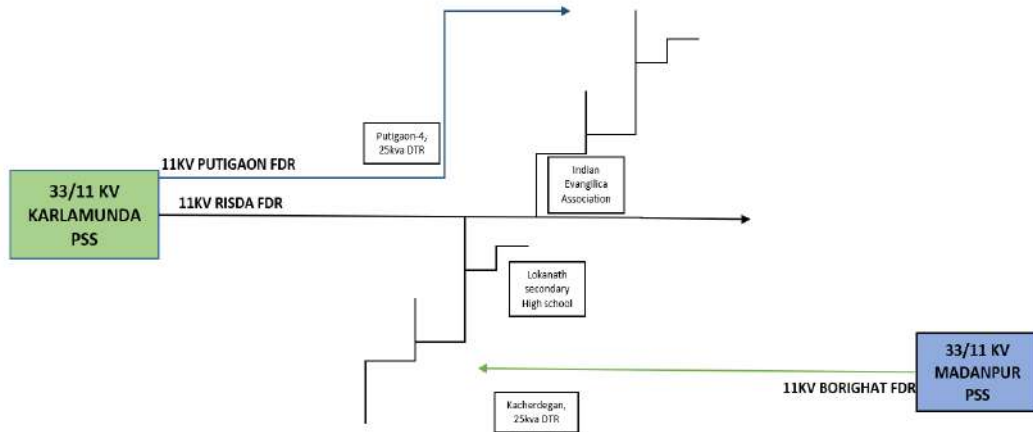 Putigaon-4,
25kva DTR
11KV PUTIGAON FDR
33/11 KV
KARLAMUNDA
PSS
11KV RISDA FDR
Indian
Evangilica
Association
Lokanath
secondary
High school
33/11 KV
MADANPUR
PSS
11KV BORIGHAT FDR
Kacherdegan,
25kva DTR